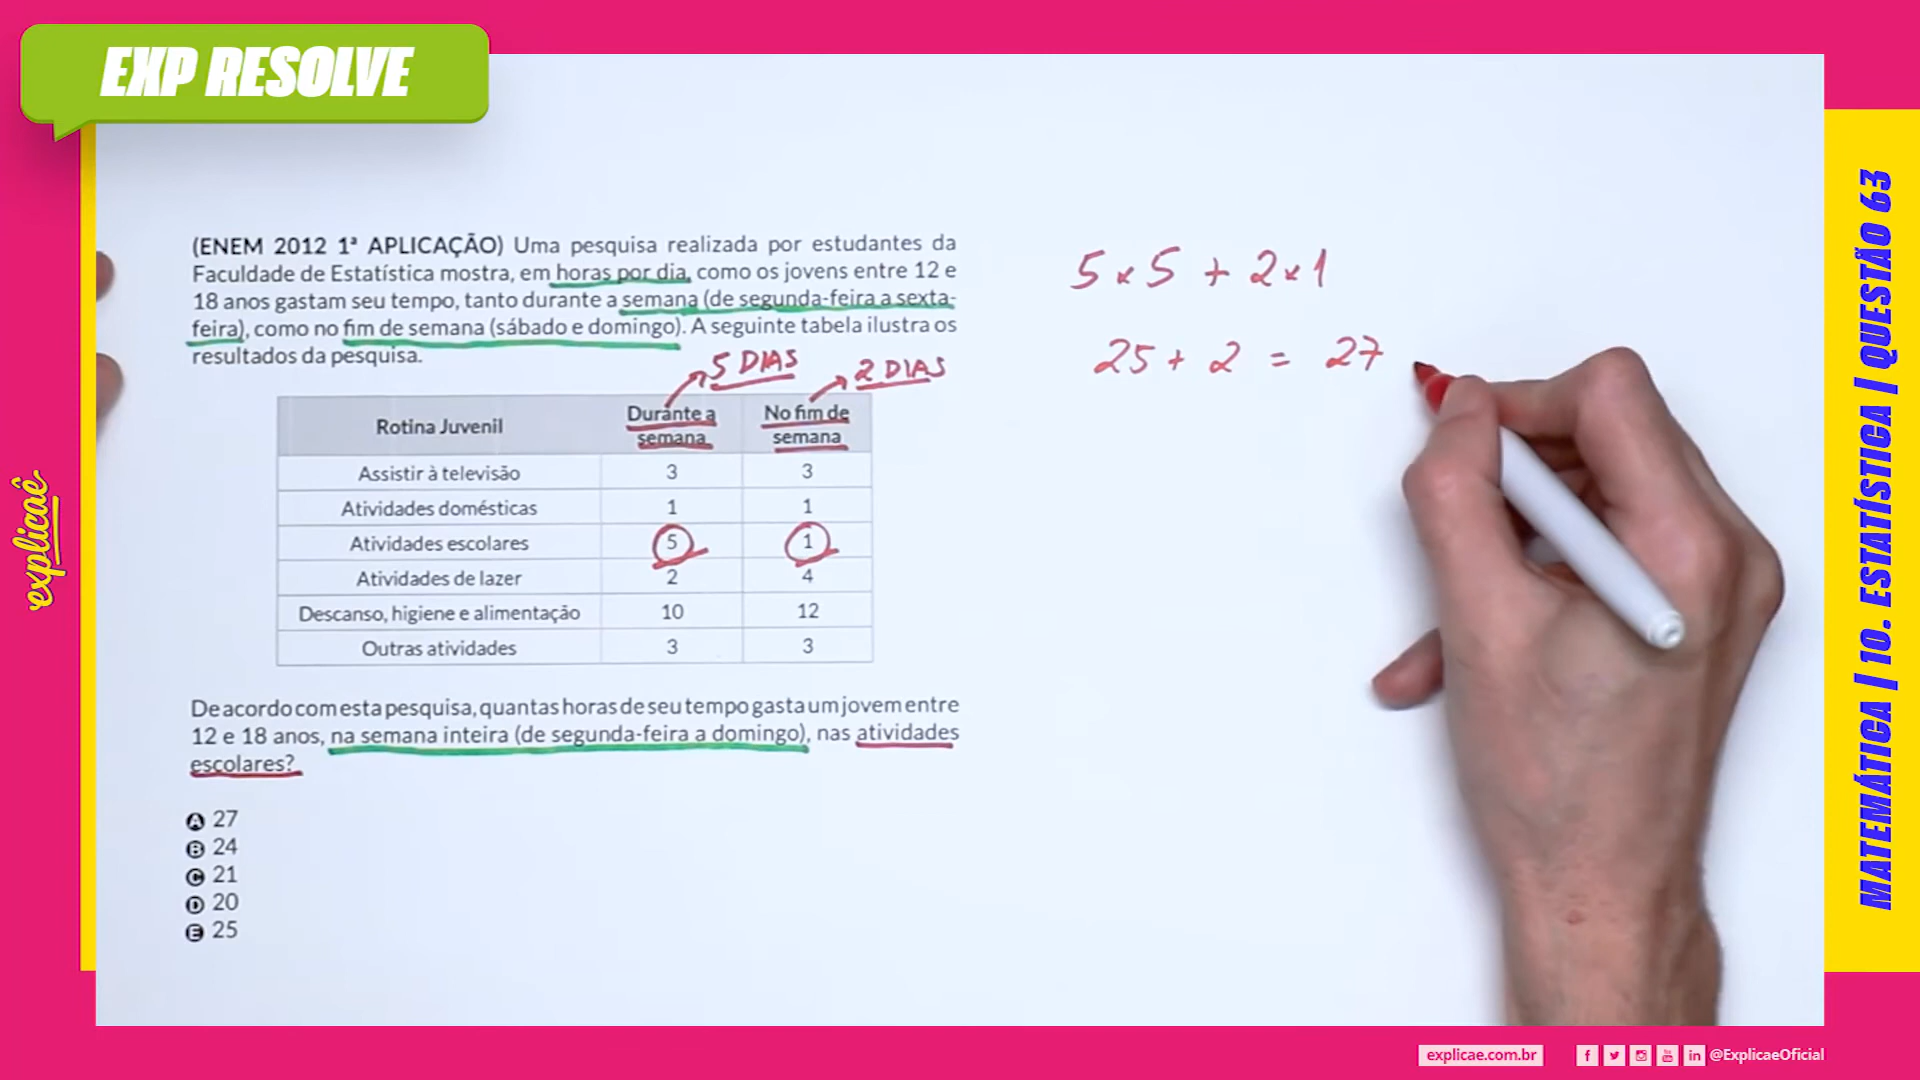 EXP RESOLVE
(ENEM 2012 1ª APLICAÇÃO) Uma pesquisa realizada por estudantes da
Faculdade de Estatística mostra, em horas por dia, como os jovens entre 12 e
18 anos gastam seu tempo, tanto durante a semana (de segunda-feira a sexta-
feira), como no fim de semana (sábado e domingo). A seguinte tabela ilustra os
resultados da pesquisa.
5 DIAS
2 DIAS
Rotina Juvenil Durante a semana No fim de semana
Assistir à televisão 3 3
Atividades domésticas 1 1
Atividades escolares 5 1
Atividades de lazer 2 4
Descanso, higiene e alimentação 10 12
Outras atividades 3 3
De acordo com esta pesquisa, quantas horas de seu tempo gasta um jovem entre
12 e 18 anos, na semana inteira (de segunda-feira a domingo), nas atividades
escolares?
A 27
B 24
C 21
D 20
E 25
5 x 5 + 2 x 1
25 + 2 = 27
explicaê
MATEMÁTICA | 10. ESTATÍSTICA | QUESTÃO 63
explicae.com.br
@ExplicaeOficial